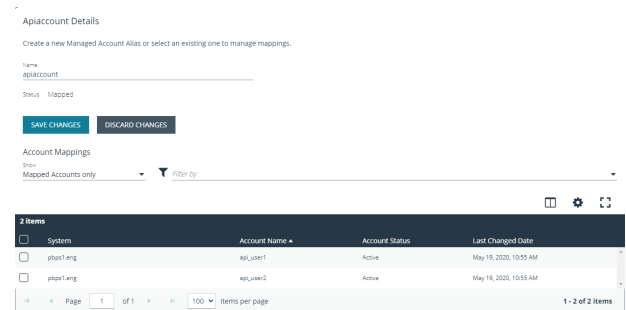 Apiaccount Details
Create a new Managed Account Alias or select an existing one to manage mappings.
Name
apiaccount
Status Mapped
SAVE CHANGES DISCARD CHANGES
Account Mappings
Show
Mapped Accounts only Filter by
2 items
System Account Name Account Status Last Changed Date
pbps1.eng api_user1 Active May 19, 2020, 10:55 AM
pbps1.eng api_user2 Active May 19, 2020, 10:55 AM
Page 1 of 1 100 Items per page 1 - 2 of 2 items